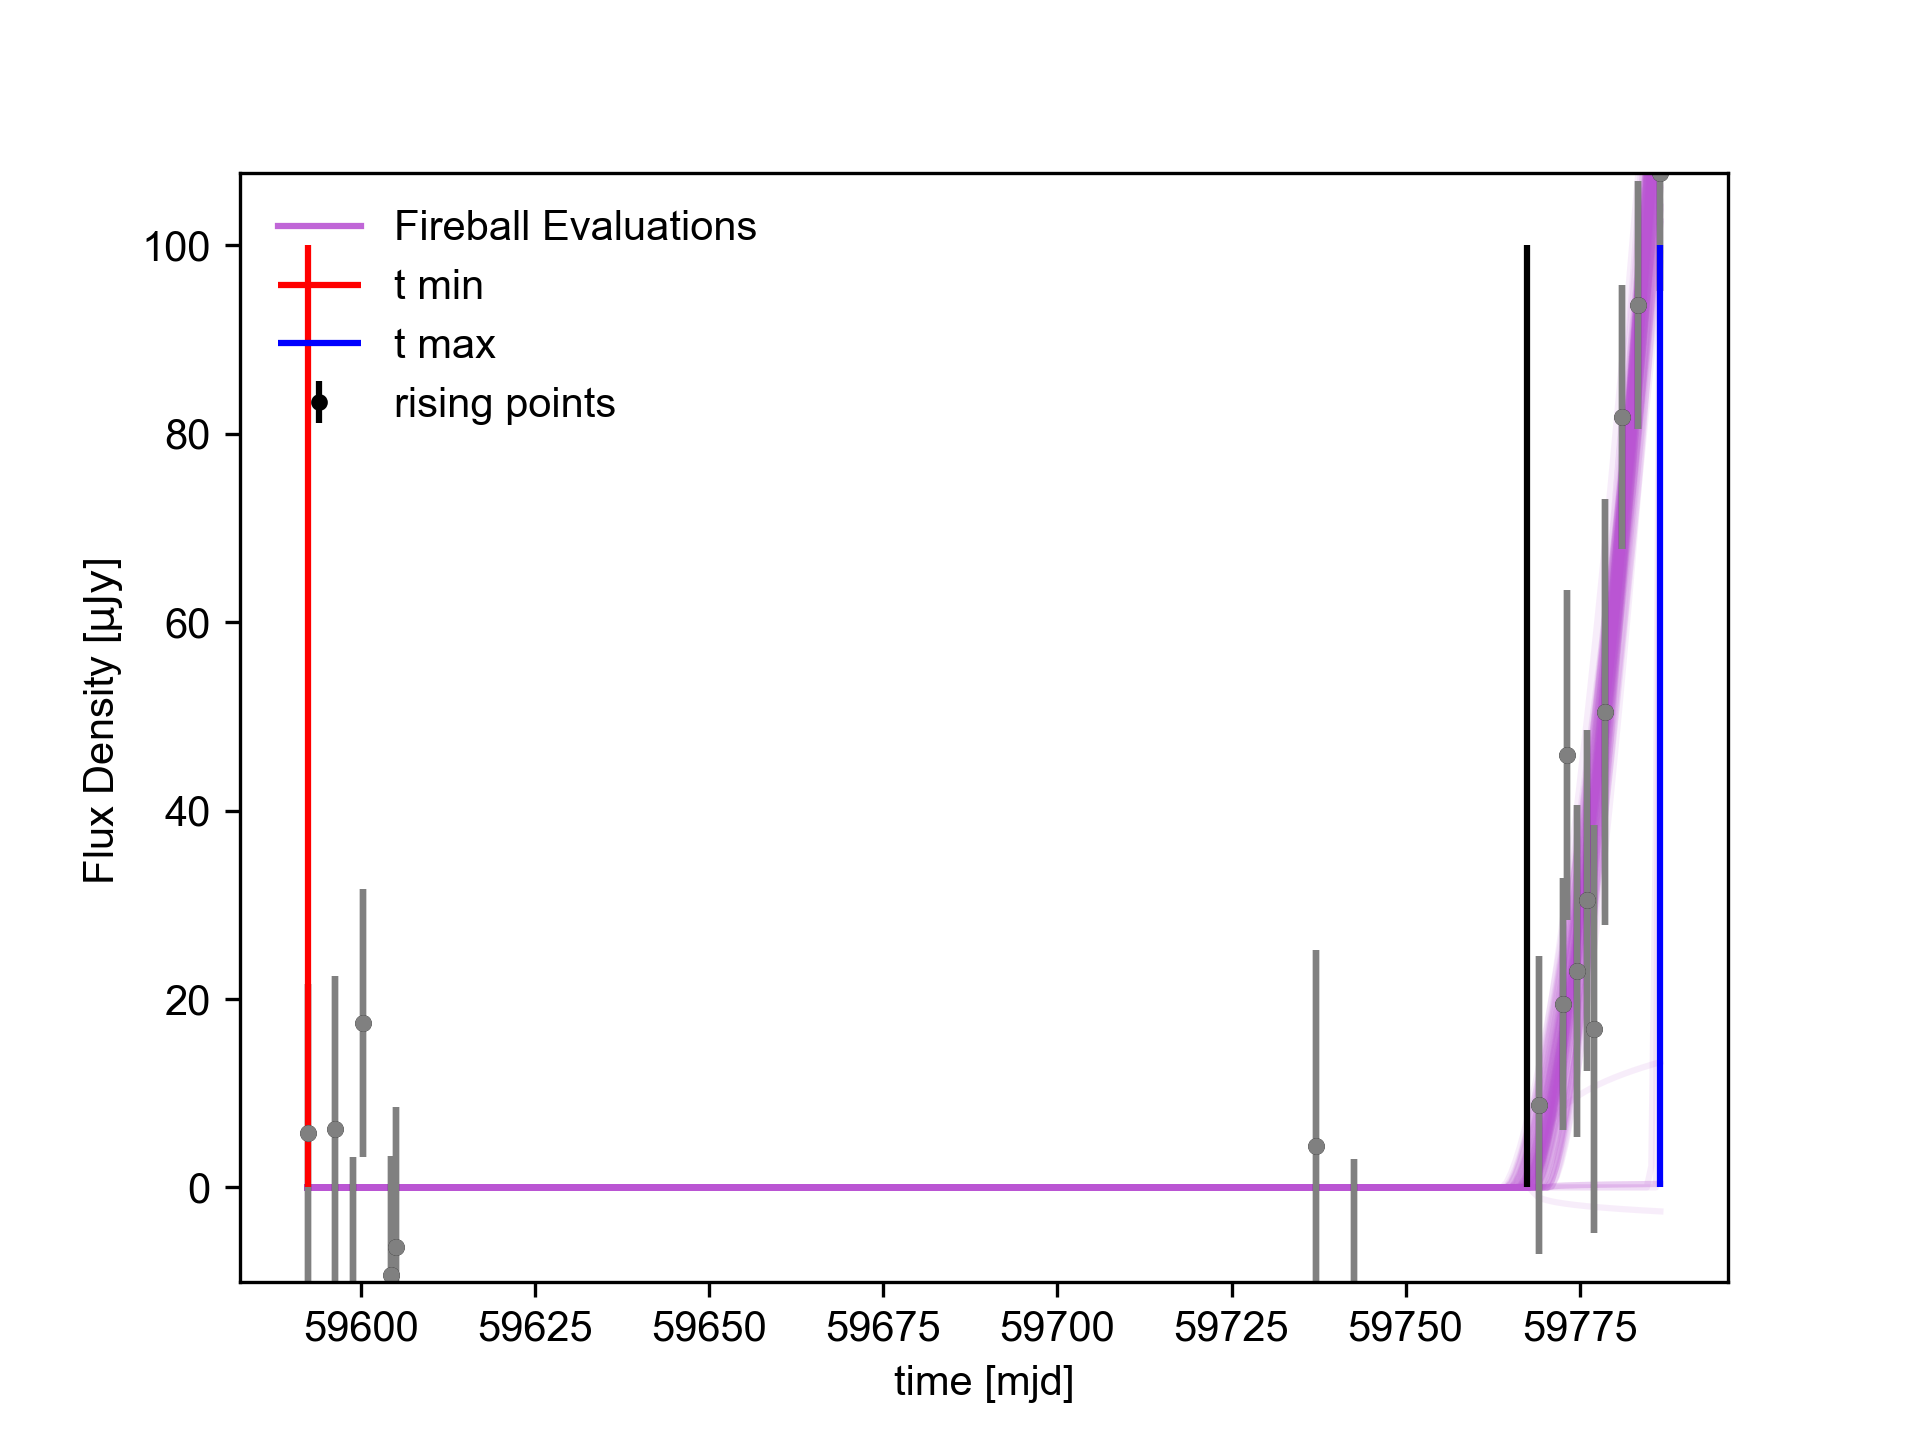 Fireball Evaluations
t min
t max
rising points
100
80
60
40
20
0
Flux Density [µJy]
59600 59625 59650 59675 59700 59725 59750 59775
time [mjd]